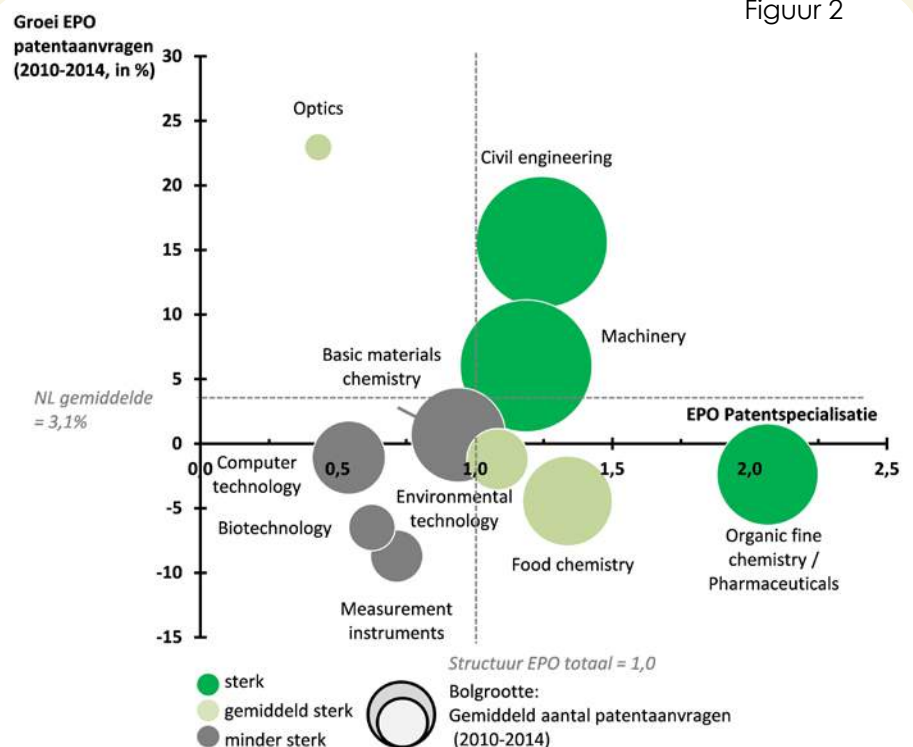 Figuur 2
Groei EPO
patentaanvragen
(2010-2014, in %)
30
25
20
15
10
5
0
-5
-10
-15
Optics
Civil engineering
Machinery
Basic materials
chemistry
NL gemiddelde
= 3,1%
EPO Patentspecialisatie
0,0
0,5
1,0
1,5
2,0
2,5
Computer
technology
Environmental
technology
Biotechnology
Food chemistry
Organic fine
chemistry /
Pharmaceuticals
Measurement
instruments
Structuur EPO totaal = 1,0
sterk
gemiddeld sterk
minder sterk
Bolgrootte:
Gemiddeld aantal patentaanvragen
(2010-2014)